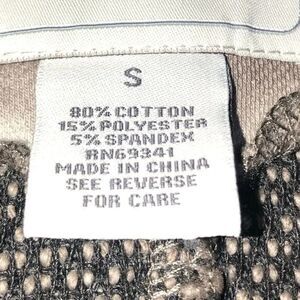 S
80% COTTON
15% POLYESTER
5% SPANDEX
RN69341
MADE IN CHINA
SEE REVERSE
FOR CARE